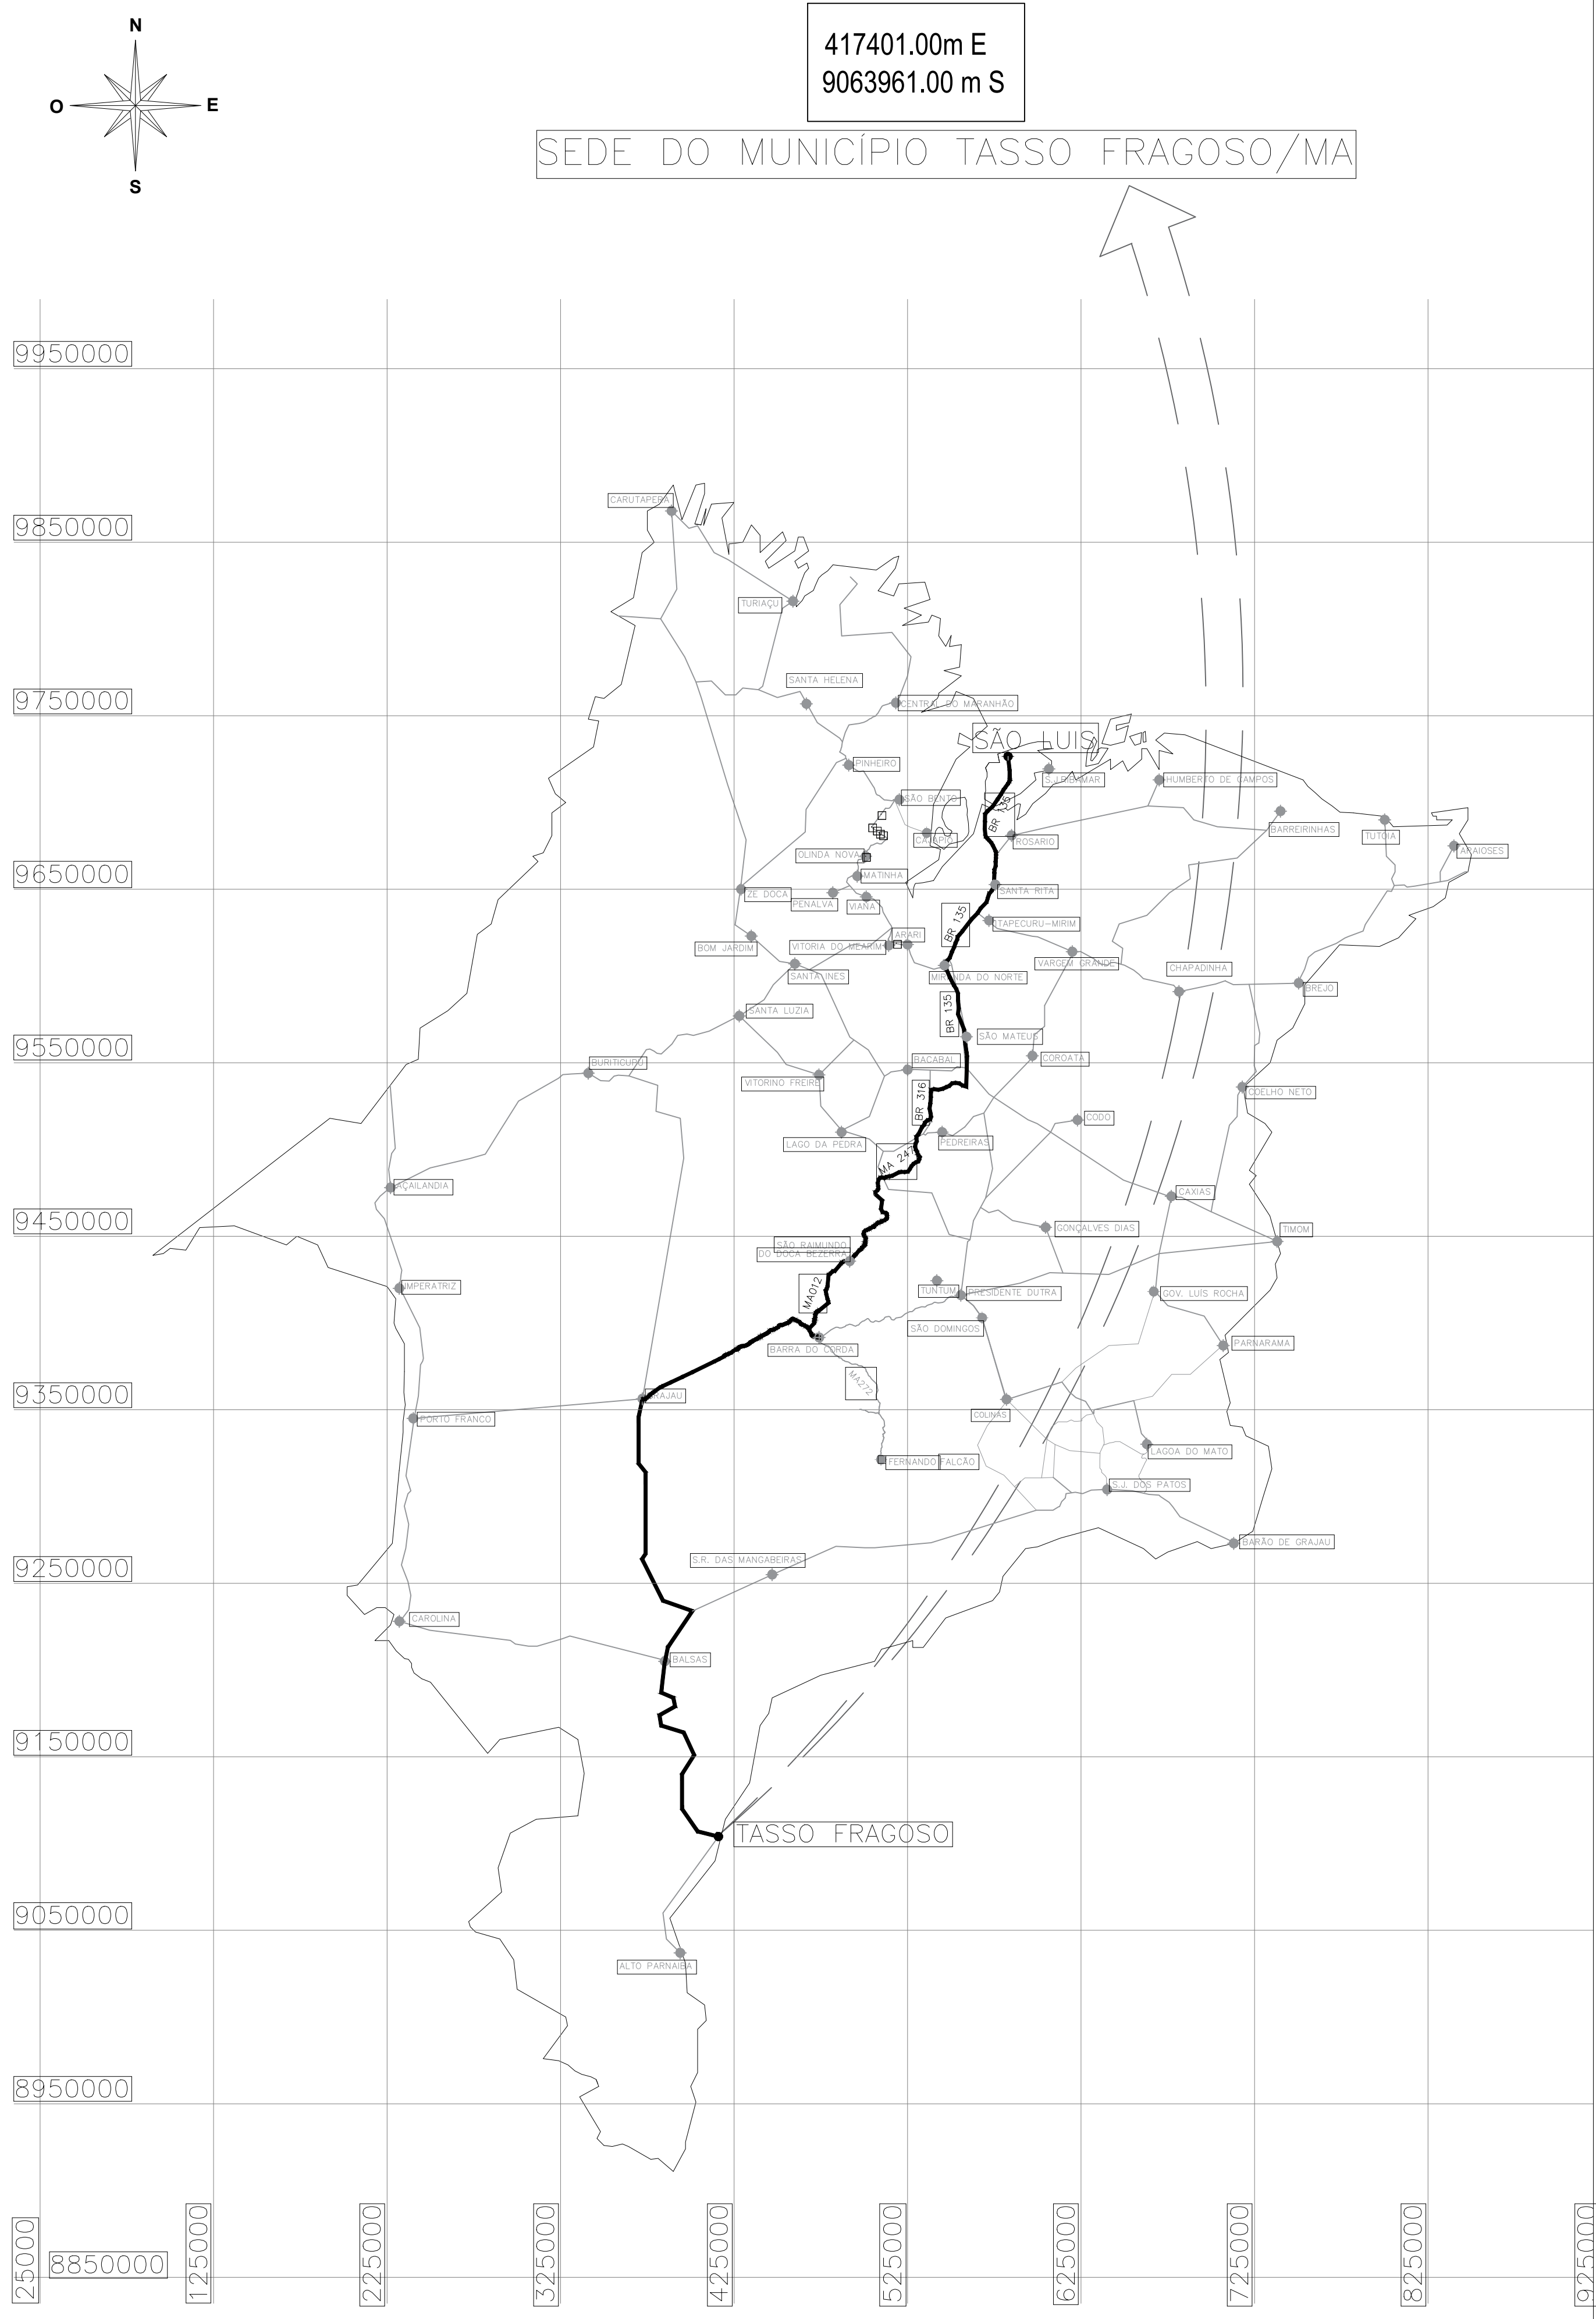 N
O
E
S
417401.00m E
9063961.00 m S
SEDE DO MUNICÍPIO TASSO FRAGOSO/MA
9950000
9850000
9750000
9650000
9550000
9450000
9350000
9250000
9150000
9050000
8950000
8850000
CARUTAPERA
TURIAÇU
SANTA HELENA
CENTRAL DO MARANHÃO
SÃO LUIS
PINHEIRO
S.J.RIBAMAR
HUMBERTO DE CAMPOS
SÃO BENTO
BR 135
BARREIRINHAS
TUTOIA
CAJAPIO
ROSARIO
ARAIOSES
OLINDA NOVA
MATINHA
SANTA RITA
ZE DOCA
PENALVA
VIANA
BR 135
ITAPECURU-MIRIM
ARARI
BOM JARDIM
VITORIA DO MEARIM
SANTA INES
MIRANDA DO NORTE
VARGEM GRANDE
CHAPADINHA
BREJO
BR 135
SANTA LUZIA
SÃO MATEUS
COROATA
BURITICUPU
BACABAL
VITORINO FREIRE
COELHO NETO
BR 316
CODO
LAGO DA PEDRA
PEDREIRAS
MA 247
AÇAILANDIA
CAXIAS
GONÇALVES DIAS
TIMOM
SÃO RAIMUNDO
DO DOCA BEZERRA
IMPERATRIZ
MA012
TUNTUM
PRESIDENTE DUTRA
GOV. LUÍS ROCHA
SÃO DOMINGOS
BARRA DO CORDA
PARNARAMA
MA272
GRAJAU
PORTO FRANCO
COLINAS
LAGOA DO MATO
FERNANDO FALCÃO
S.J. DOS PATOS
BARÃO DE GRAJAU
S.R. DAS MANGABEIRAS
CAROLINA
BALSAS
TASSO FRAGOSO
ALTO PARNAIBA
25000
125000
225000
325000
425000
525000
625000
725000
825000
925000